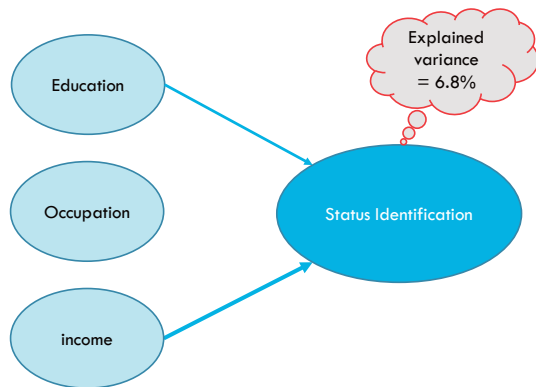 Explained
variance
= 6.8%
Education
Occupation
Status Identification
income